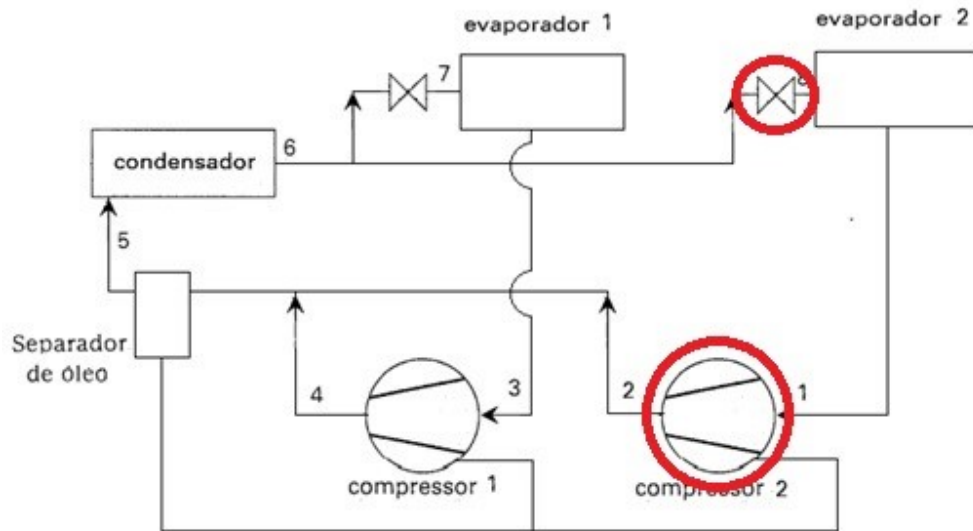 evaporador 1
evaporador 2
7
8
condensador
6
5
Separador
de óleo
4
3
2
1
compressor 1
compressor 2